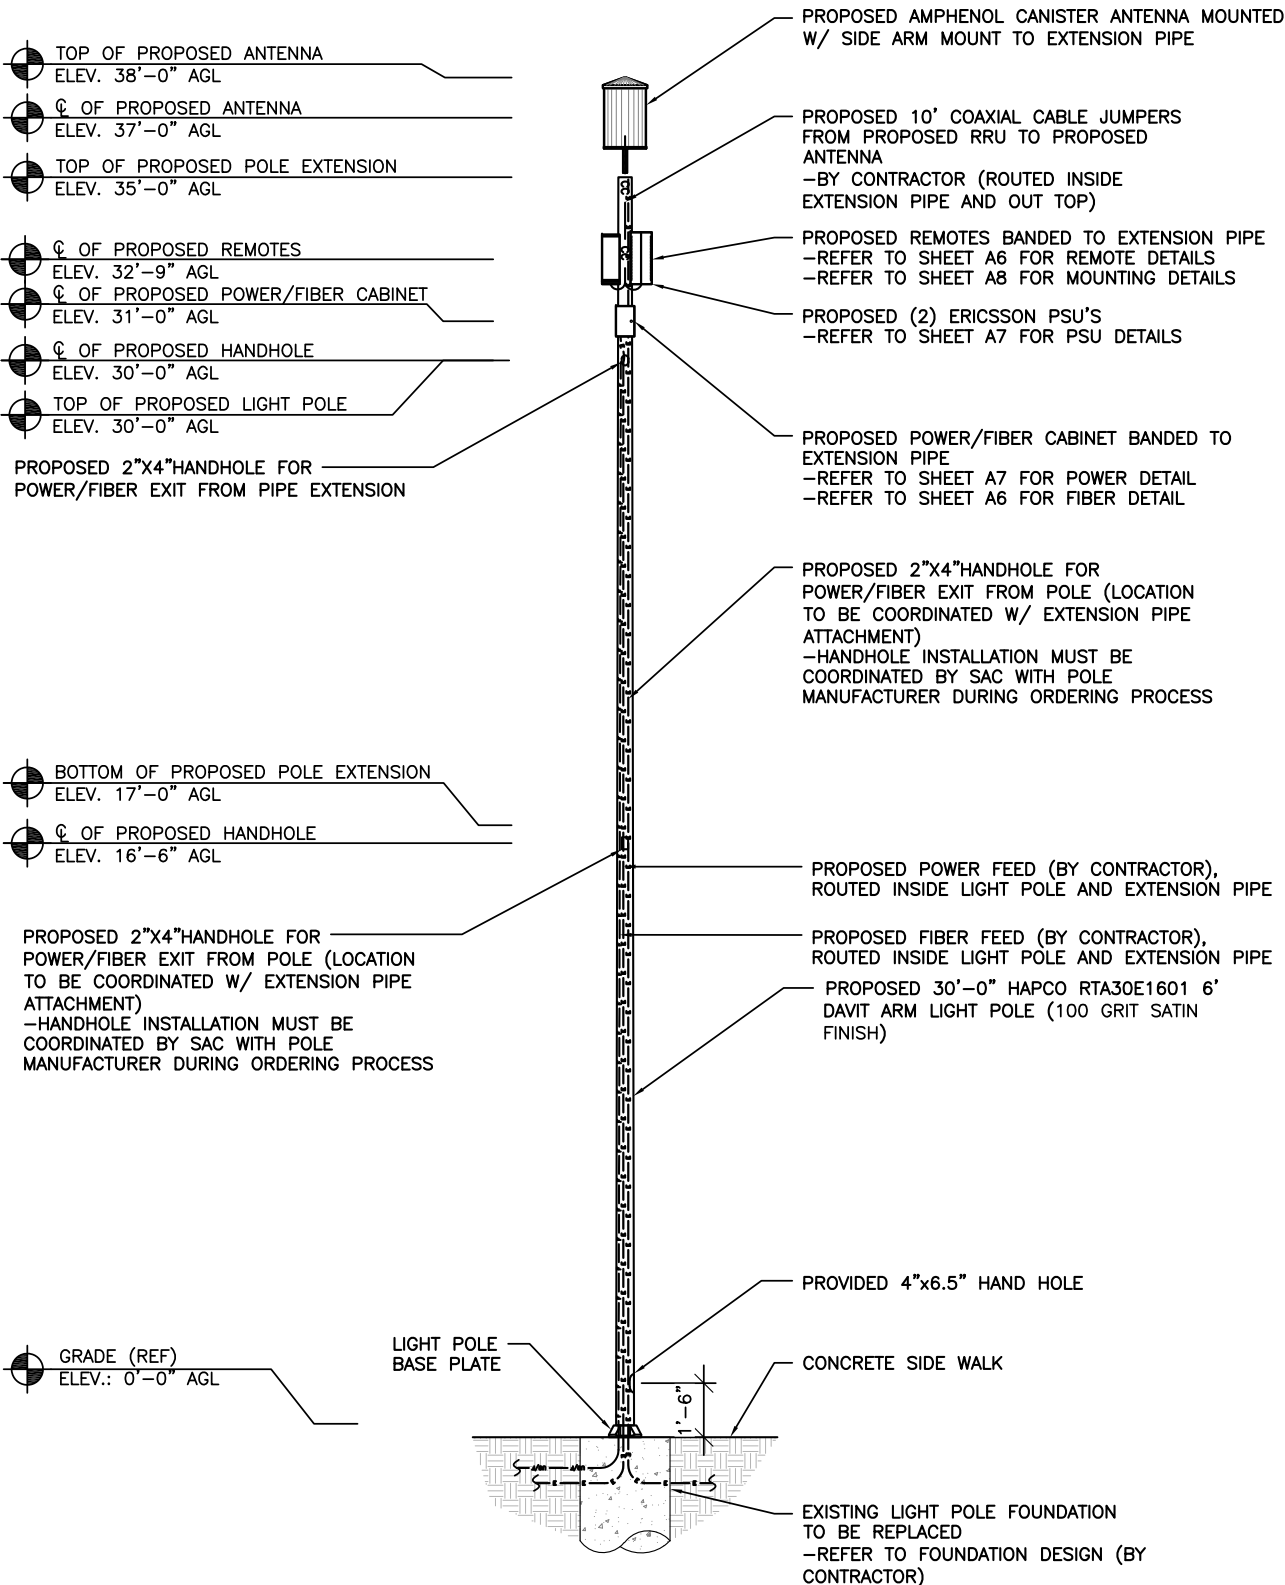 TOP OF PROPOSED ANTENNA
ELEV. 38'-0" AGL
℄ OF PROPOSED ANTENNA
ELEV. 37'-0" AGL
TOP OF PROPOSED POLE EXTENSION
ELEV. 35'-0" AGL
℄ OF PROPOSED REMOTES
ELEV. 32'-9" AGL
℄ OF PROPOSED POWER/FIBER CABINET
ELEV. 31'-0" AGL
℄ OF PROPOSED HANDHOLE
ELEV. 30'-0" AGL
TOP OF PROPOSED LIGHT POLE
ELEV. 30'-0" AGL
PROPOSED 2"X4"HANDHOLE FOR
POWER/FIBER EXIT FROM PIPE EXTENSION
BOTTOM OF PROPOSED POLE EXTENSION
ELEV. 17'-0" AGL
℄ OF PROPOSED HANDHOLE
ELEV. 16'-6" AGL
PROPOSED 2"X4"HANDHOLE FOR
POWER/FIBER EXIT FROM POLE (LOCATION
TO BE COORDINATED W/ EXTENSION PIPE
ATTACHMENT)
-HANDHOLE INSTALLATION MUST BE
COORDINATED BY SAC WITH POLE
MANUFACTURER DURING ORDERING PROCESS
GRADE (REF)
ELEV.: 0'-0" AGL
LIGHT POLE
BASE PLATE
PROPOSED AMPHENOL CANISTER ANTENNA MOUNTED
W/ SIDE ARM MOUNT TO EXTENSION PIPE
PROPOSED 10' COAXIAL CABLE JUMPERS
FROM PROPOSED RRU TO PROPOSED
ANTENNA
-BY CONTRACTOR (ROUTED INSIDE
EXTENSION PIPE AND OUT TOP)
PROPOSED REMOTES BANDED TO EXTENSION PIPE
-REFER TO SHEET A6 FOR REMOTE DETAILS
-REFER TO SHEET A8 FOR MOUNTING DETAILS
PROPOSED (2) ERICSSON PSU'S
-REFER TO SHEET A7 FOR PSU DETAILS
PROPOSED POWER/FIBER CABINET BANDED TO
EXTENSION PIPE
-REFER TO SHEET A7 FOR POWER DETAIL
-REFER TO SHEET A6 FOR FIBER DETAIL
PROPOSED 2"X4"HANDHOLE FOR
POWER/FIBER EXIT FROM POLE (LOCATION
TO BE COORDINATED W/ EXTENSION PIPE
ATTACHMENT)
-HANDHOLE INSTALLATION MUST BE
COORDINATED BY SAC WITH POLE
MANUFACTURER DURING ORDERING PROCESS
PROPOSED POWER FEED (BY CONTRACTOR),
ROUTED INSIDE LIGHT POLE AND EXTENSION PIPE
PROPOSED FIBER FEED (BY CONTRACTOR),
ROUTED INSIDE LIGHT POLE AND EXTENSION PIPE
PROPOSED 30'-0" HAPCO RTA30E1601 6'
DAVIT ARM LIGHT POLE (100 GRIT SATIN
FINISH)
PROVIDED 4"x6.5" HAND HOLE
CONCRETE SIDE WALK
1'-6"
EXISTING LIGHT POLE FOUNDATION
TO BE REPLACED
-REFER TO FOUNDATION DESIGN (BY
CONTRACTOR)